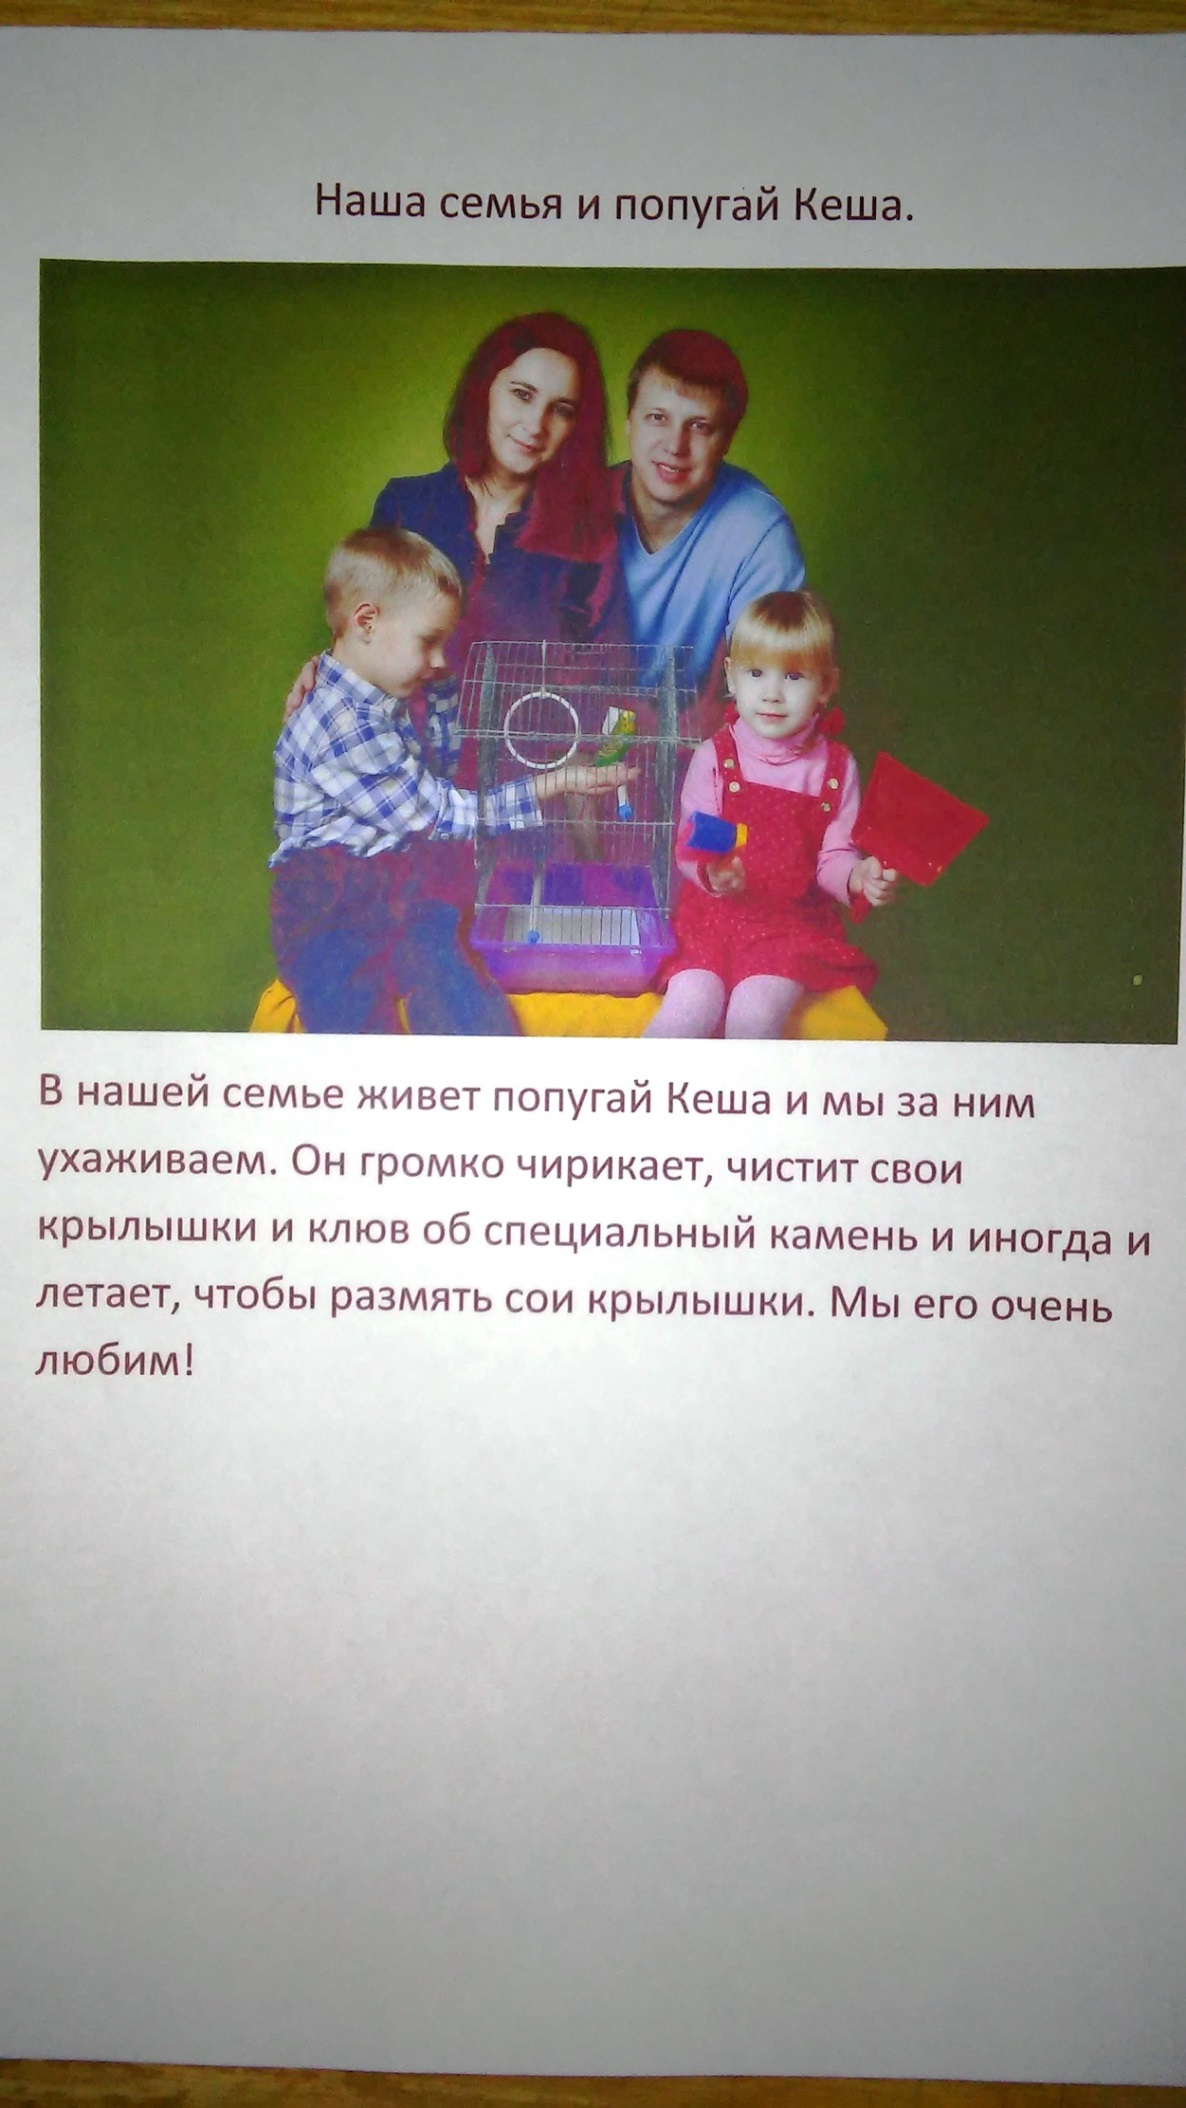 Наша семья и попугай Кеша.
В нашей семье живет попугай Кеша и мы за ним
ухаживаем. Он громко чирикает, чистит свои
крылышки и клюв об специальный камень и иногда и
летает, чтобы размять сои крылышки. Мы его очень
любим!